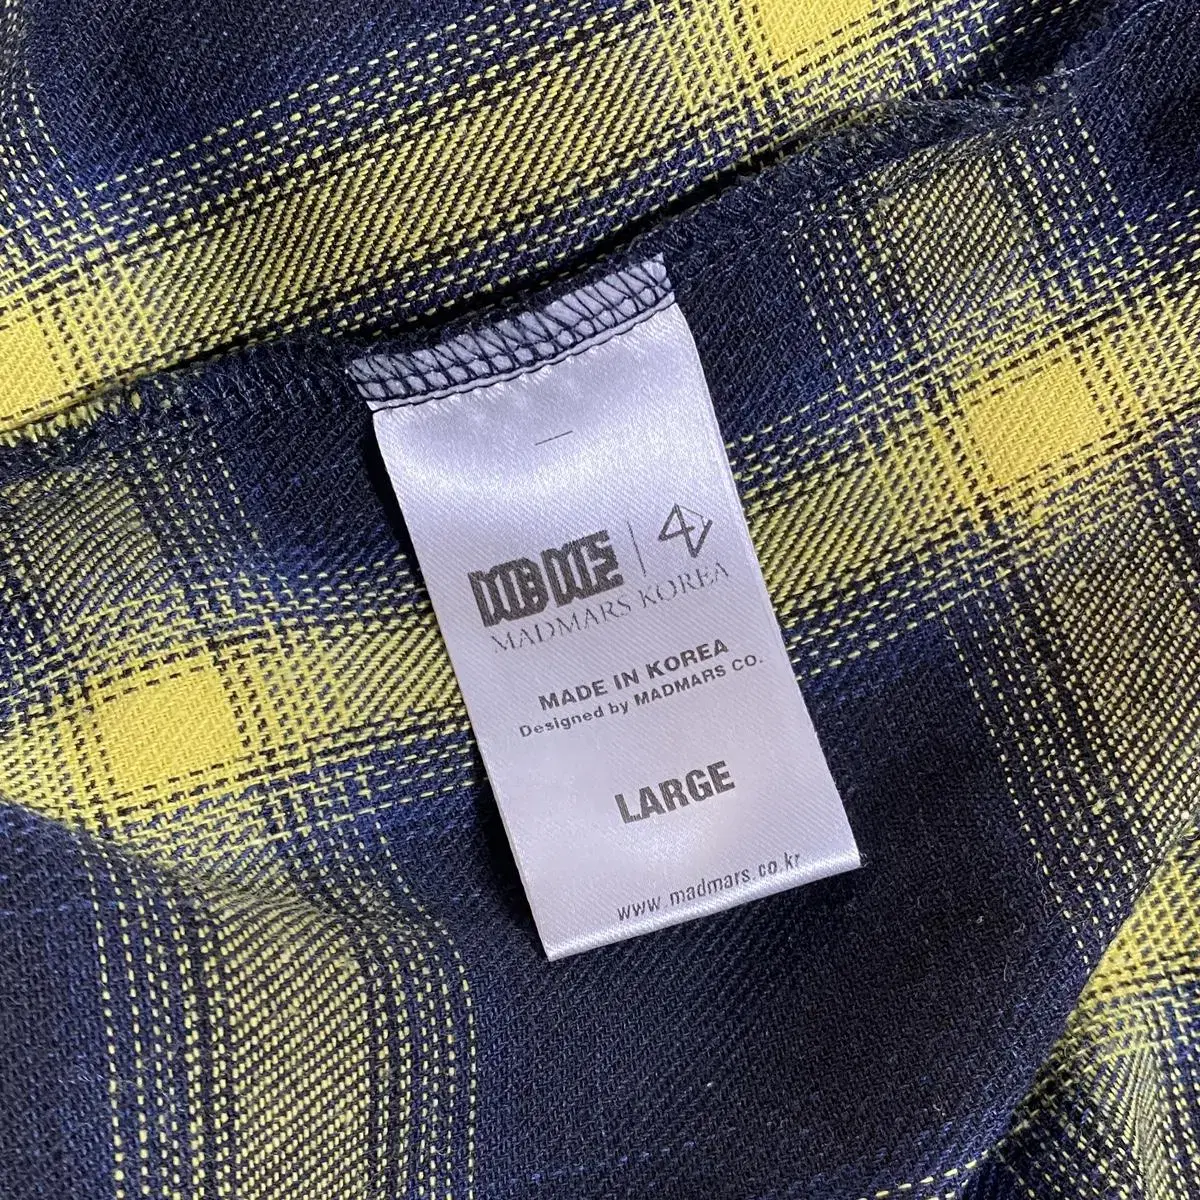 MADMARS KOREA
MADE IN KOREA
Designed by MADMARS CO.
LARGE
www.madmars.co.kr